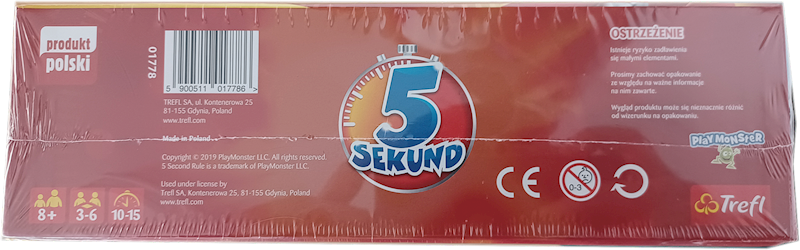 produkt
polski
01778
5 900511 017786 >
TREFL SA, ul. Kontenerowa 25
81-155 Gdynia, Poland
www.trefl.com
Made in Poland
Copyright © 2019 PlayMonster LLC. All rights reserved.
5 Second Rule is a trademark of PlayMonster LLC.
Used under license by
Trefl SA, Kontenerowa 25, 81-155 Gdynia, Poland
www.trefl.com
8+
3-6
10-15
5
SEKUND
OSTRZEŻENIE
Istnieje ryzyko zadławienia
się małymi elementami.
Prosimy zachować opakowanie
ze względu na ważne informacje
na nim zawarte.
Wygląd produktu może się nieznacznie różnić
od wizerunku na opakowaniu.
PLAYMONSTER
CE
0-3
Trefl